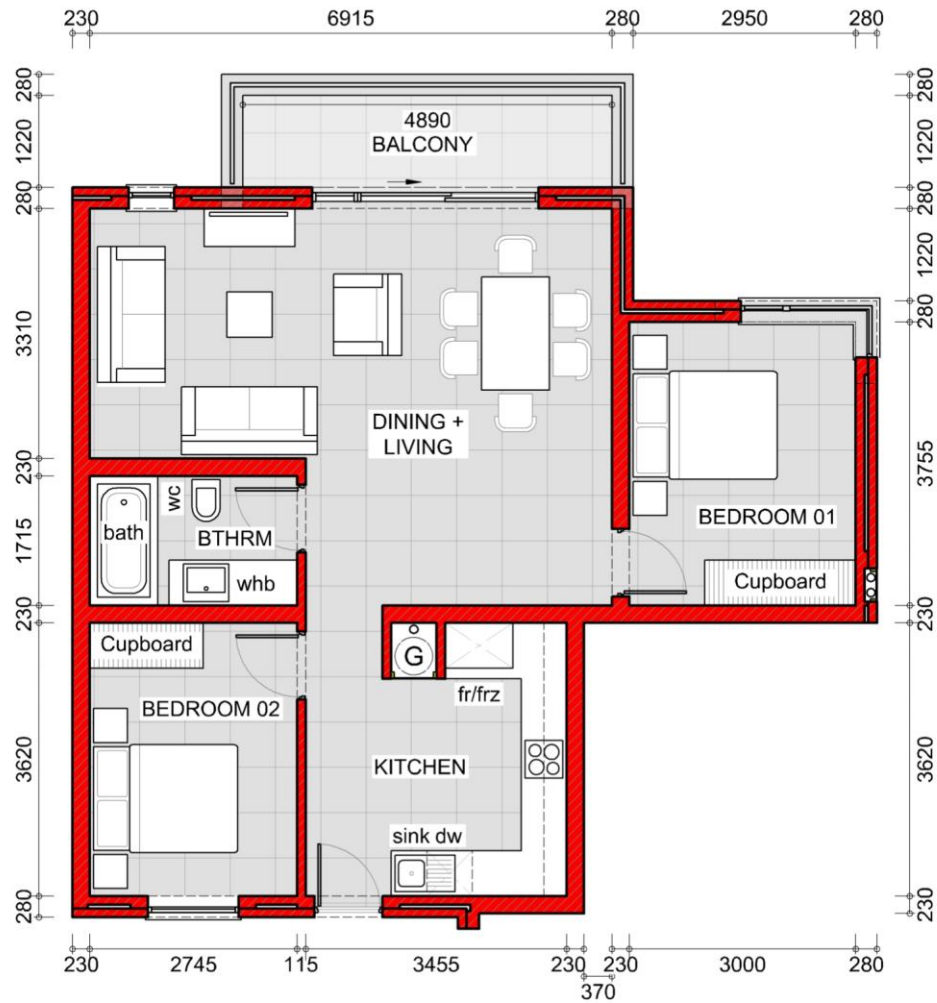 230 6915 280 2950 280
280
1220
280
3310
230
1715
230
3620
280
280
1220
280
1220
280
3755
230
3620
230
4890
BALCONY
DINING +
LIVING
bath
wc
BTHRM
whb
BEDROOM 01
Cupboard
Cupboard
BEDROOM 02
G
fr/frz
KITCHEN
sink dw
230 2745 115 3455 230 230 3000 280
370